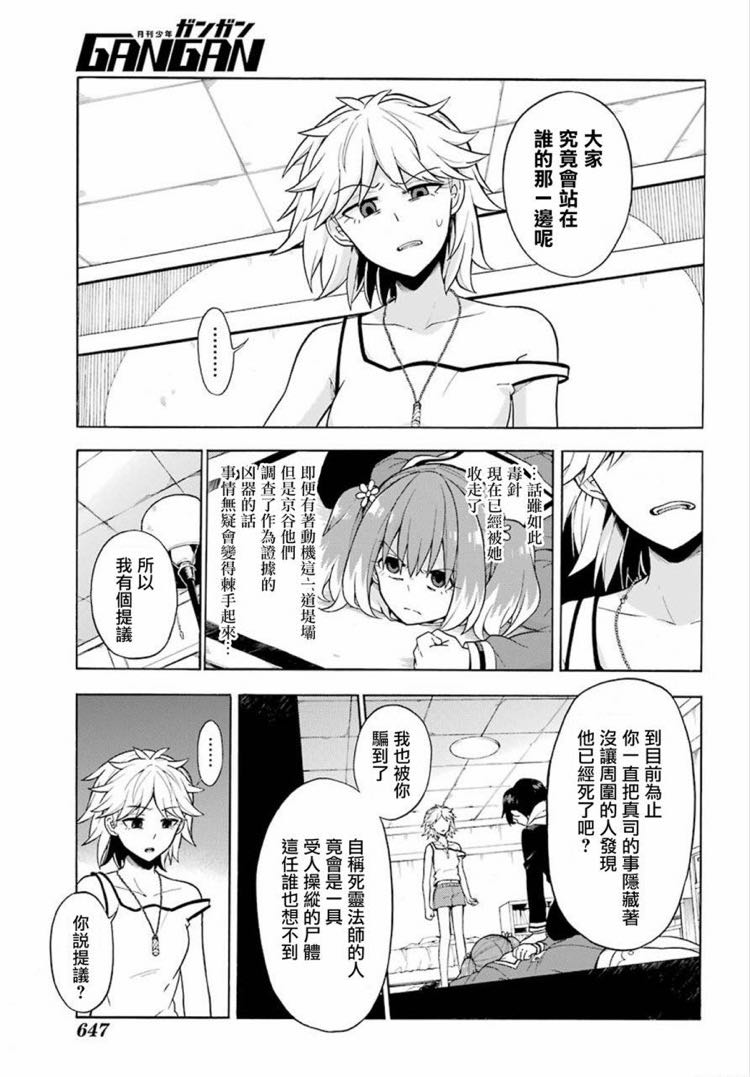 月刊少年 ガンガン
GANGAN
大家
究竟會站在
誰的那一邊呢
………
…話雖如此
毒針
現在已經被她
收走了
即便有著動機這一道堤壩
但是京谷他們
調查了作為證據的
凶器的話
事情無疑會變得棘手起來…
所以
我有個提議
到目前為止
你一直把真司的事隱藏著
沒讓周圍的人發現
他已經死了吧？
我也被你
騙到了
自稱死靈法師的人
竟會是一具
受人操縱的尸體
這任誰也想不到
……
你説提議？
647